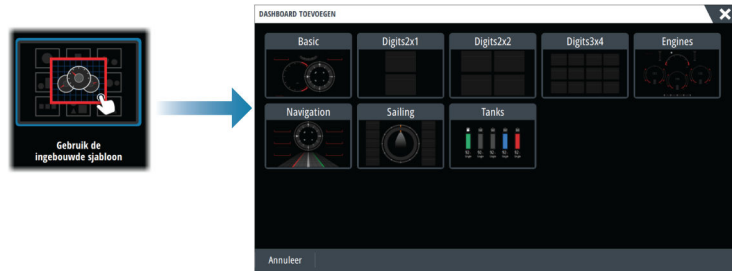 DASHBOARD TOEVOEGEN
Basic
Digits2x1
Digits2x2
Digits3x4
Engines
Navigation
Sailing
Tanks
Gebruik de
ingebouwde sjabloon
Annuleer